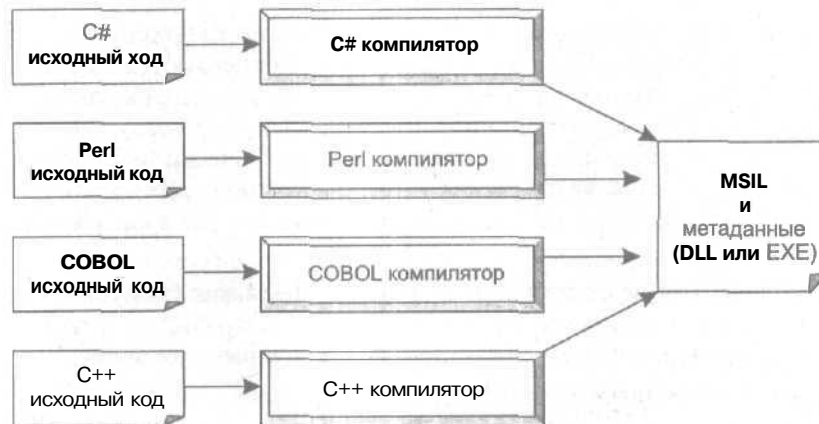 C#
исходный ход
C# компилятор
Perl
исходный код
Perl компилятор
MSIL
и
метаданные
(DLL или EXE)
COBOL
исходный код
COBOL компилятор
C++
исходный код
C++ компилятор